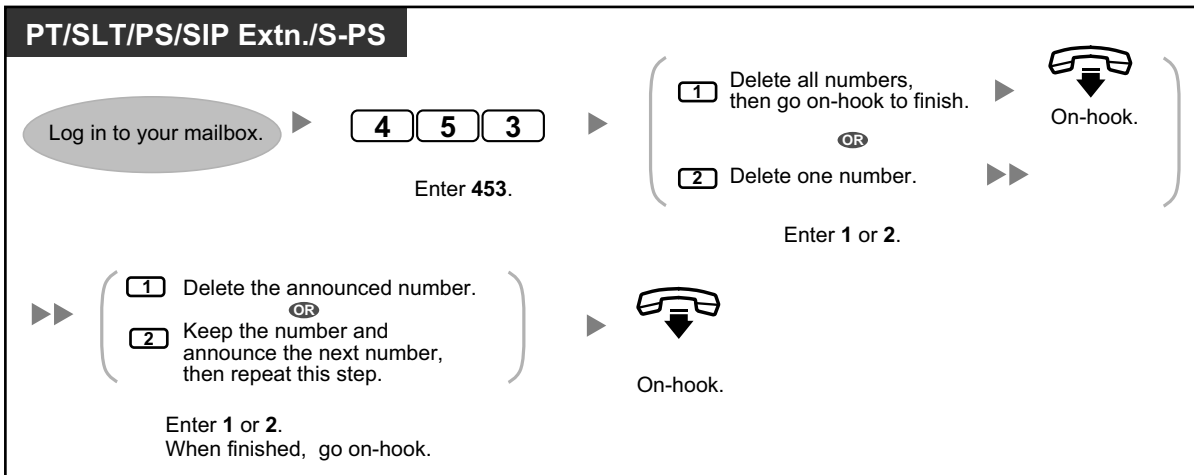 PT/SLT/PS/SIP Extn./S-PS
Log in to your mailbox.
4 5 3
Enter 453.
1 Delete all numbers,
then go on-hook to finish.
OR
2 Delete one number.
Enter 1 or 2.
On-hook.
1 Delete the announced number.
OR
2 Keep the number and
announce the next number,
then repeat this step.
Enter 1 or 2.
When finished, go on-hook.
On-hook.